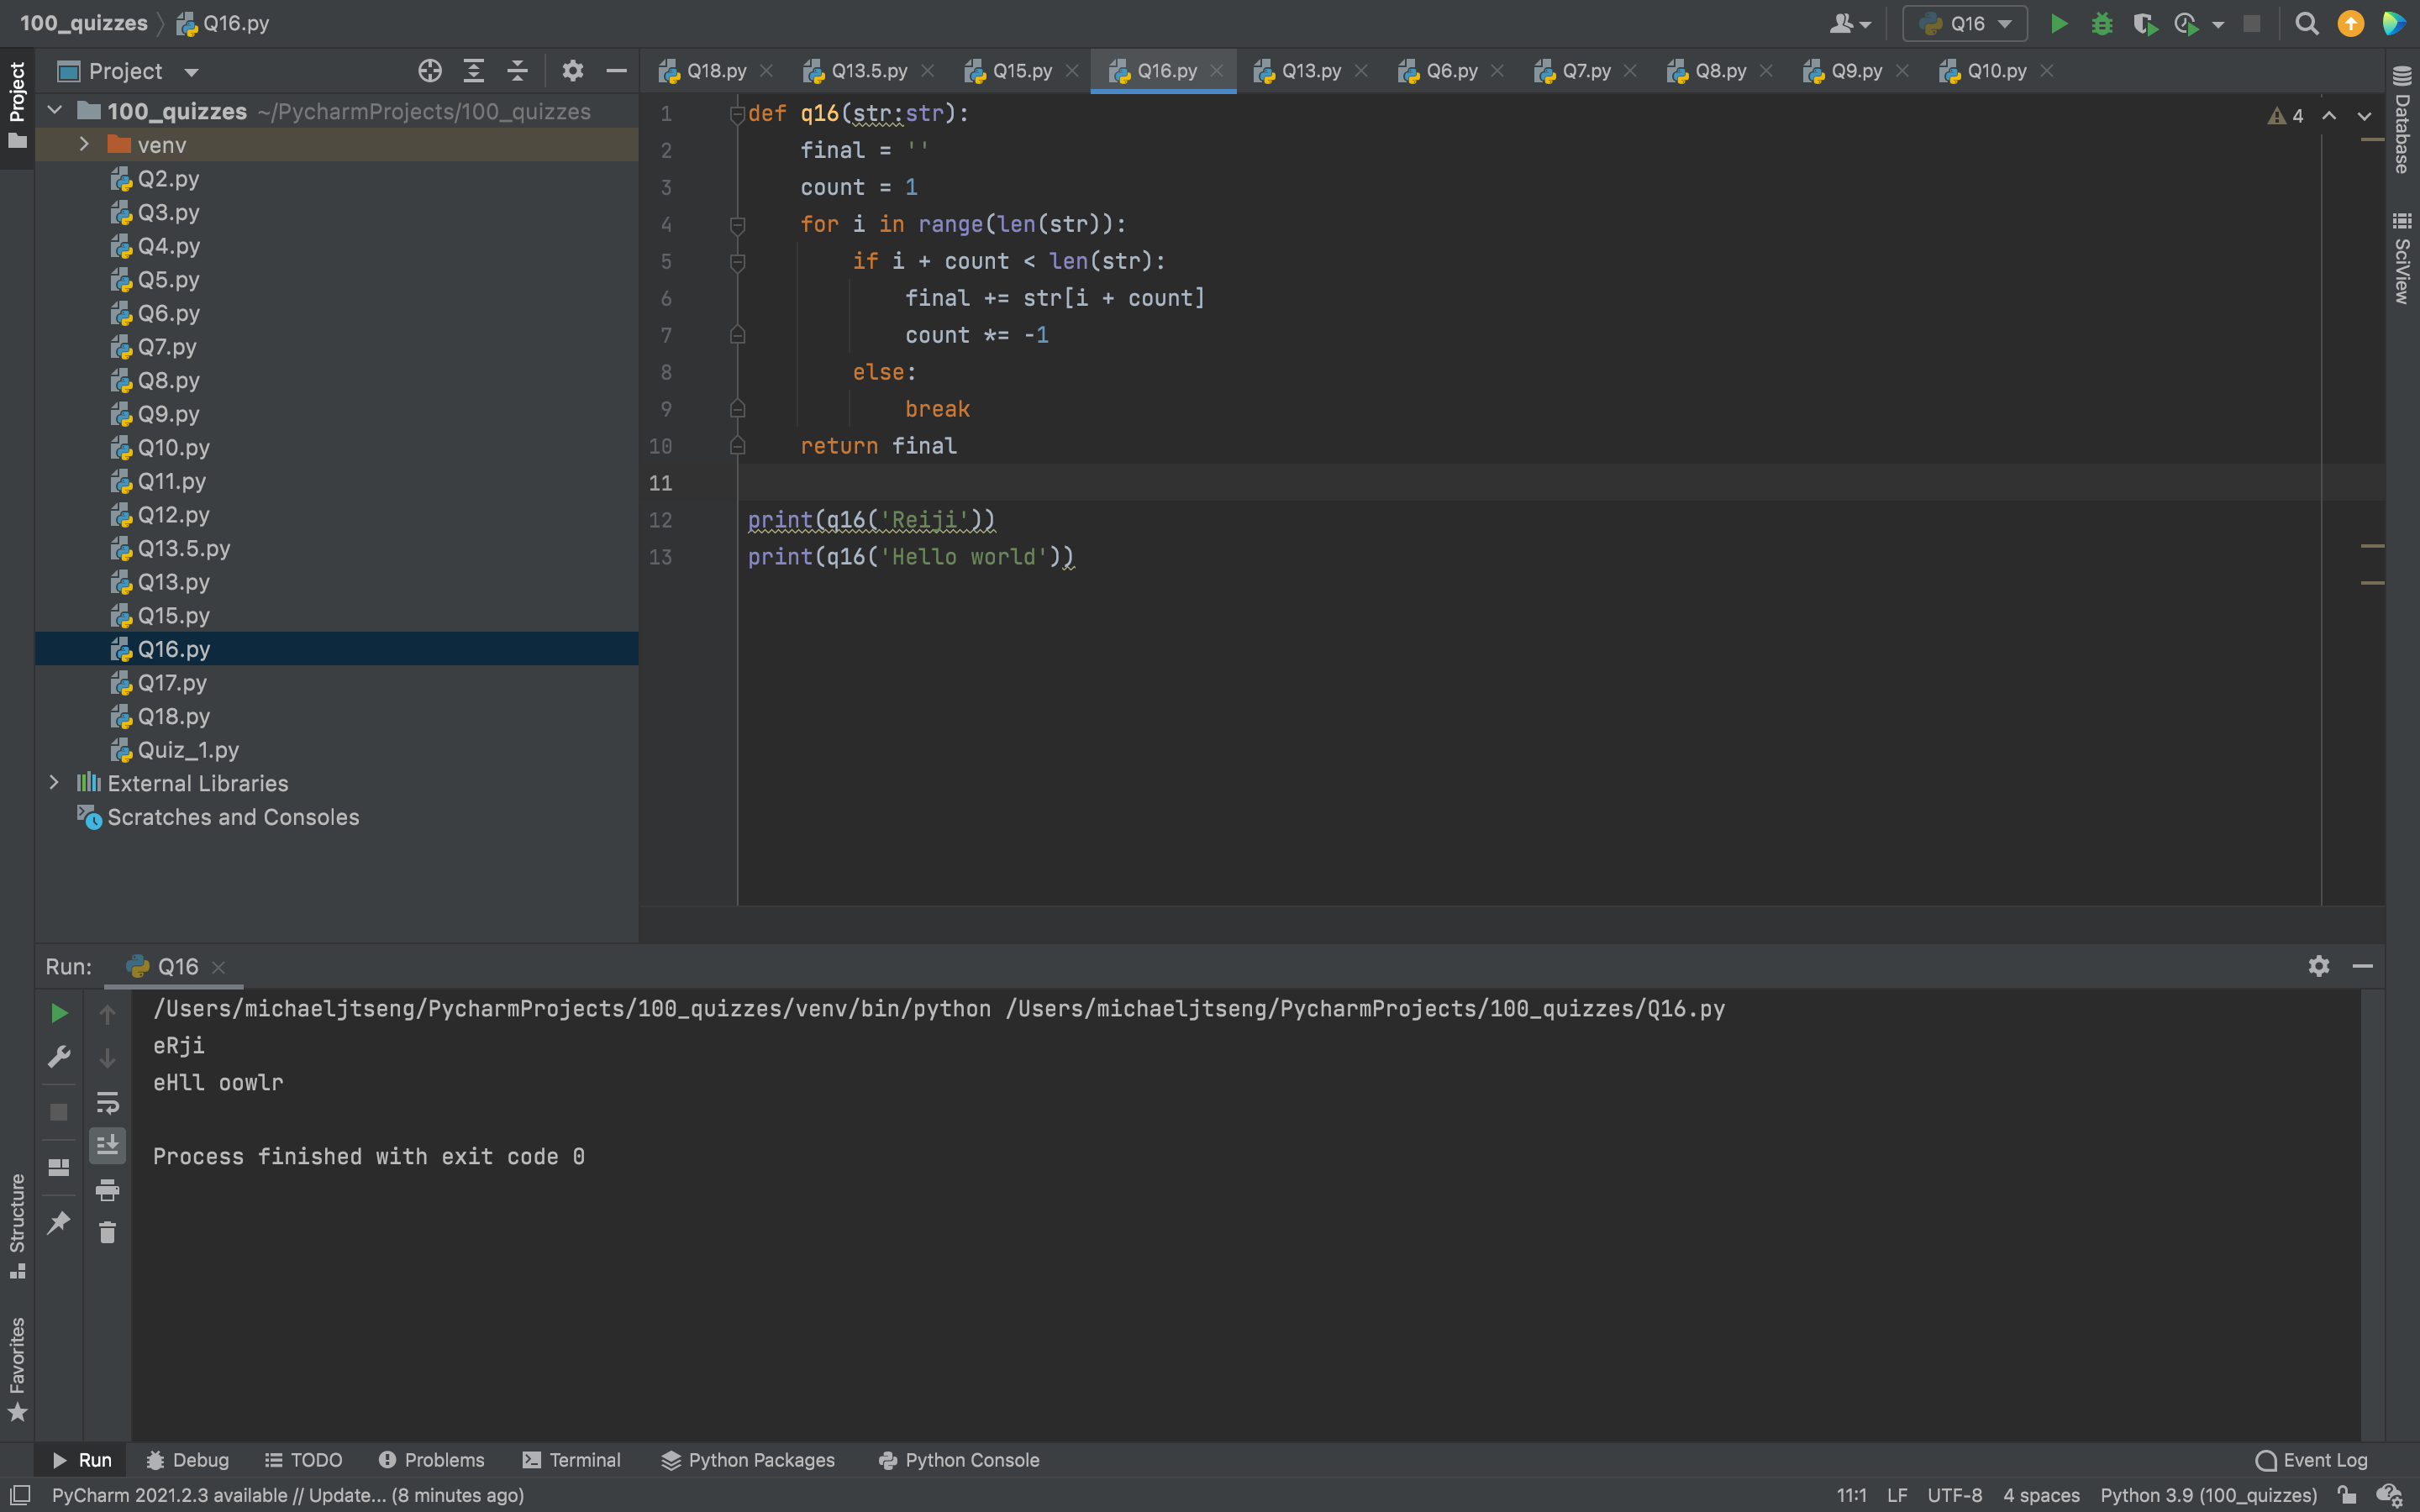 100_quizzes Q16.py
Q16
Project
Project
Q18.py Q13.5.py Q15.py Q16.py Q13.py Q6.py Q7.py Q8.py Q9.py Q10.py
100_quizzes ~/PycharmProjects/100_quizzes
venv
Q2.py
Q3.py
Q4.py
Q5.py
Q6.py
Q7.py
Q8.py
Q9.py
Q10.py
Q11.py
Q12.py
Q13.5.py
Q13.py
Q15.py
Q16.py
Q17.py
Q18.py
Quiz_1.py
External Libraries
Scratches and Consoles
1 def q16(str:str):
2 final = ''
3 count = 1
4 for i in range(len(str)):
5 if i + count < len(str):
6 final += str[i + count]
7 count *= -1
8 else:
9 break
10 return final
11
12 print(q16('Reiji'))
13 print(q16('Hello world'))
4
Database
SciView
Run: Q16
/Users/michaeljtseng/PycharmProjects/100_quizzes/venv/bin/python /Users/michaeljtseng/PycharmProjects/100_quizzes/Q16.py
eRji
eHll oowlr
Process finished with exit code 0
Structure
Favorites
Run Debug TODO Problems Terminal Python Packages Python Console Event Log
PyCharm 2021.2.3 available // Update... (8 minutes ago) 11:1 LF UTF-8 4 spaces Python 3.9 (100_quizzes)